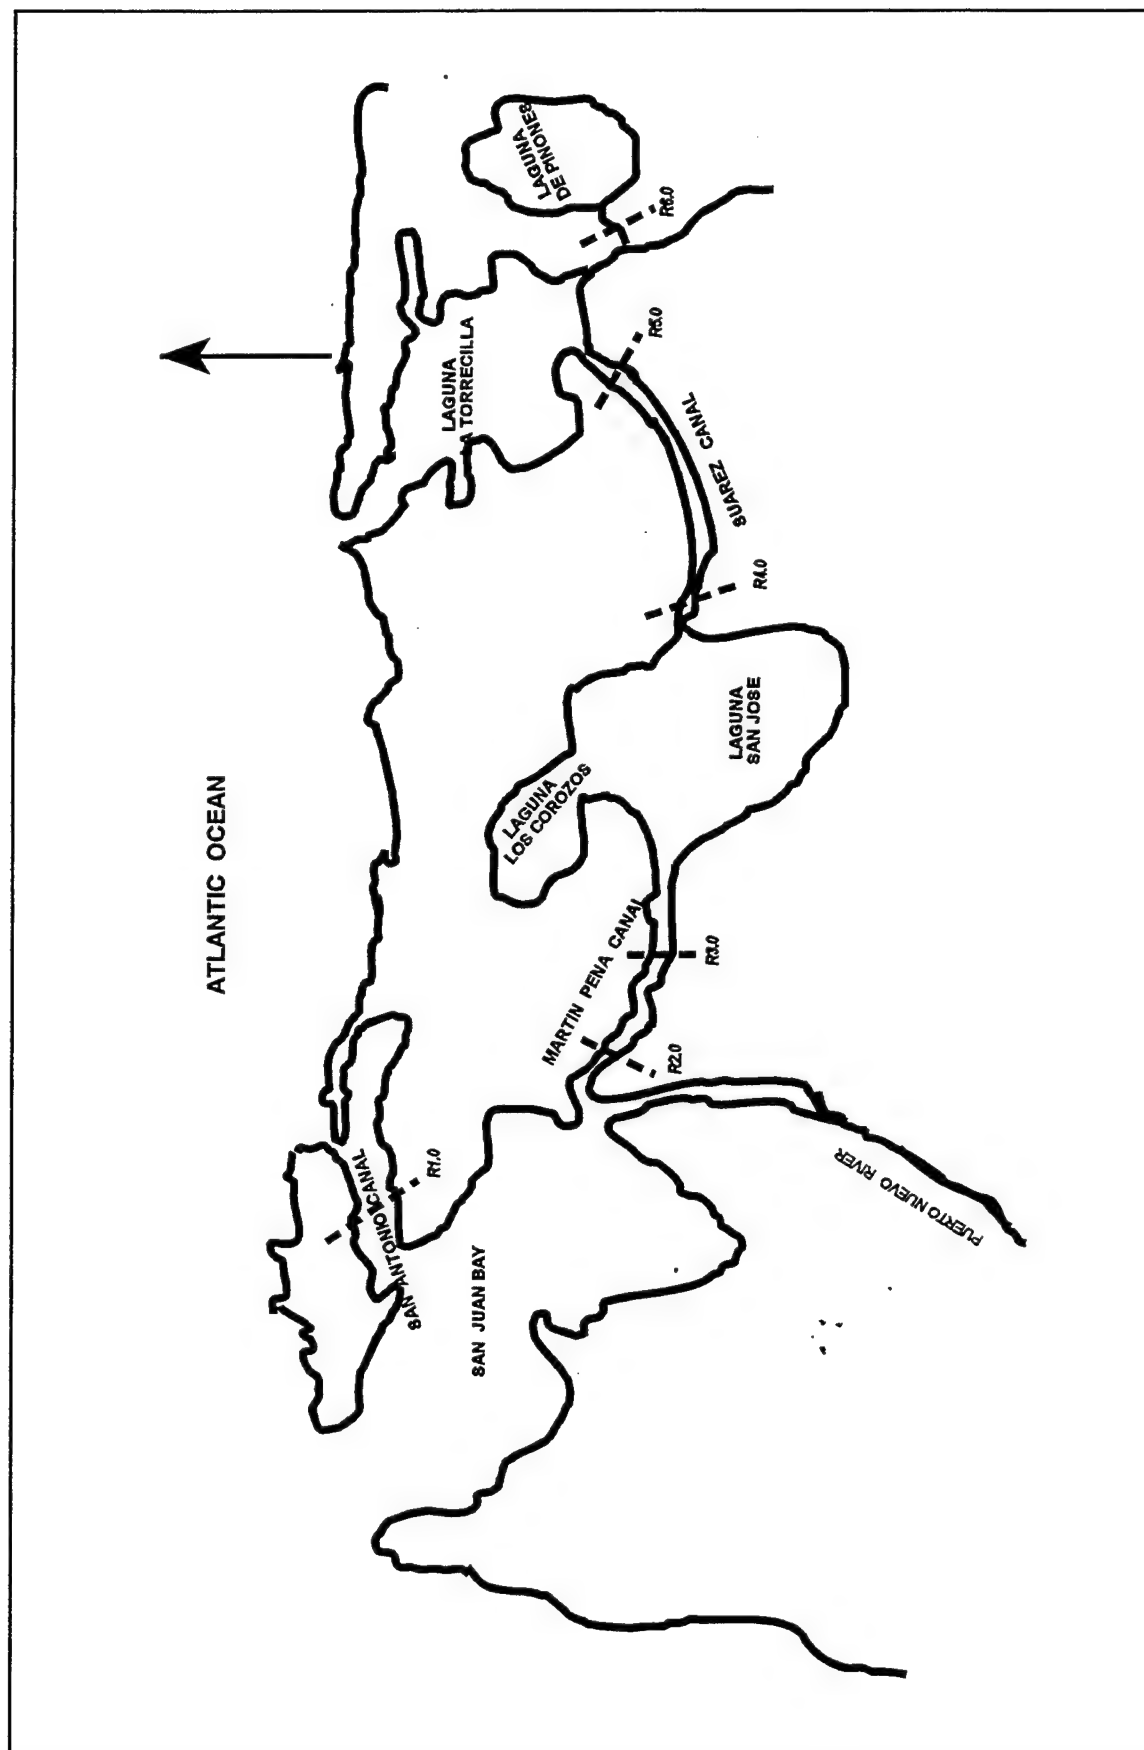 ATLANTIC OCEAN
SAN ANTONIO CANAL
R1.0
SAN JUAN BAY
MARTIN PENA CANAL
R2.0
R3.0
PUERTO NUEVO RIVER
LAGUNA
LOS COROZOS
LAGUNA
SAN JOSE
R4.0
SUAREZ CANAL
R5.0
LAGUNA
LA TORRECILLA
R6.0
LAGUNA
DE PINONES